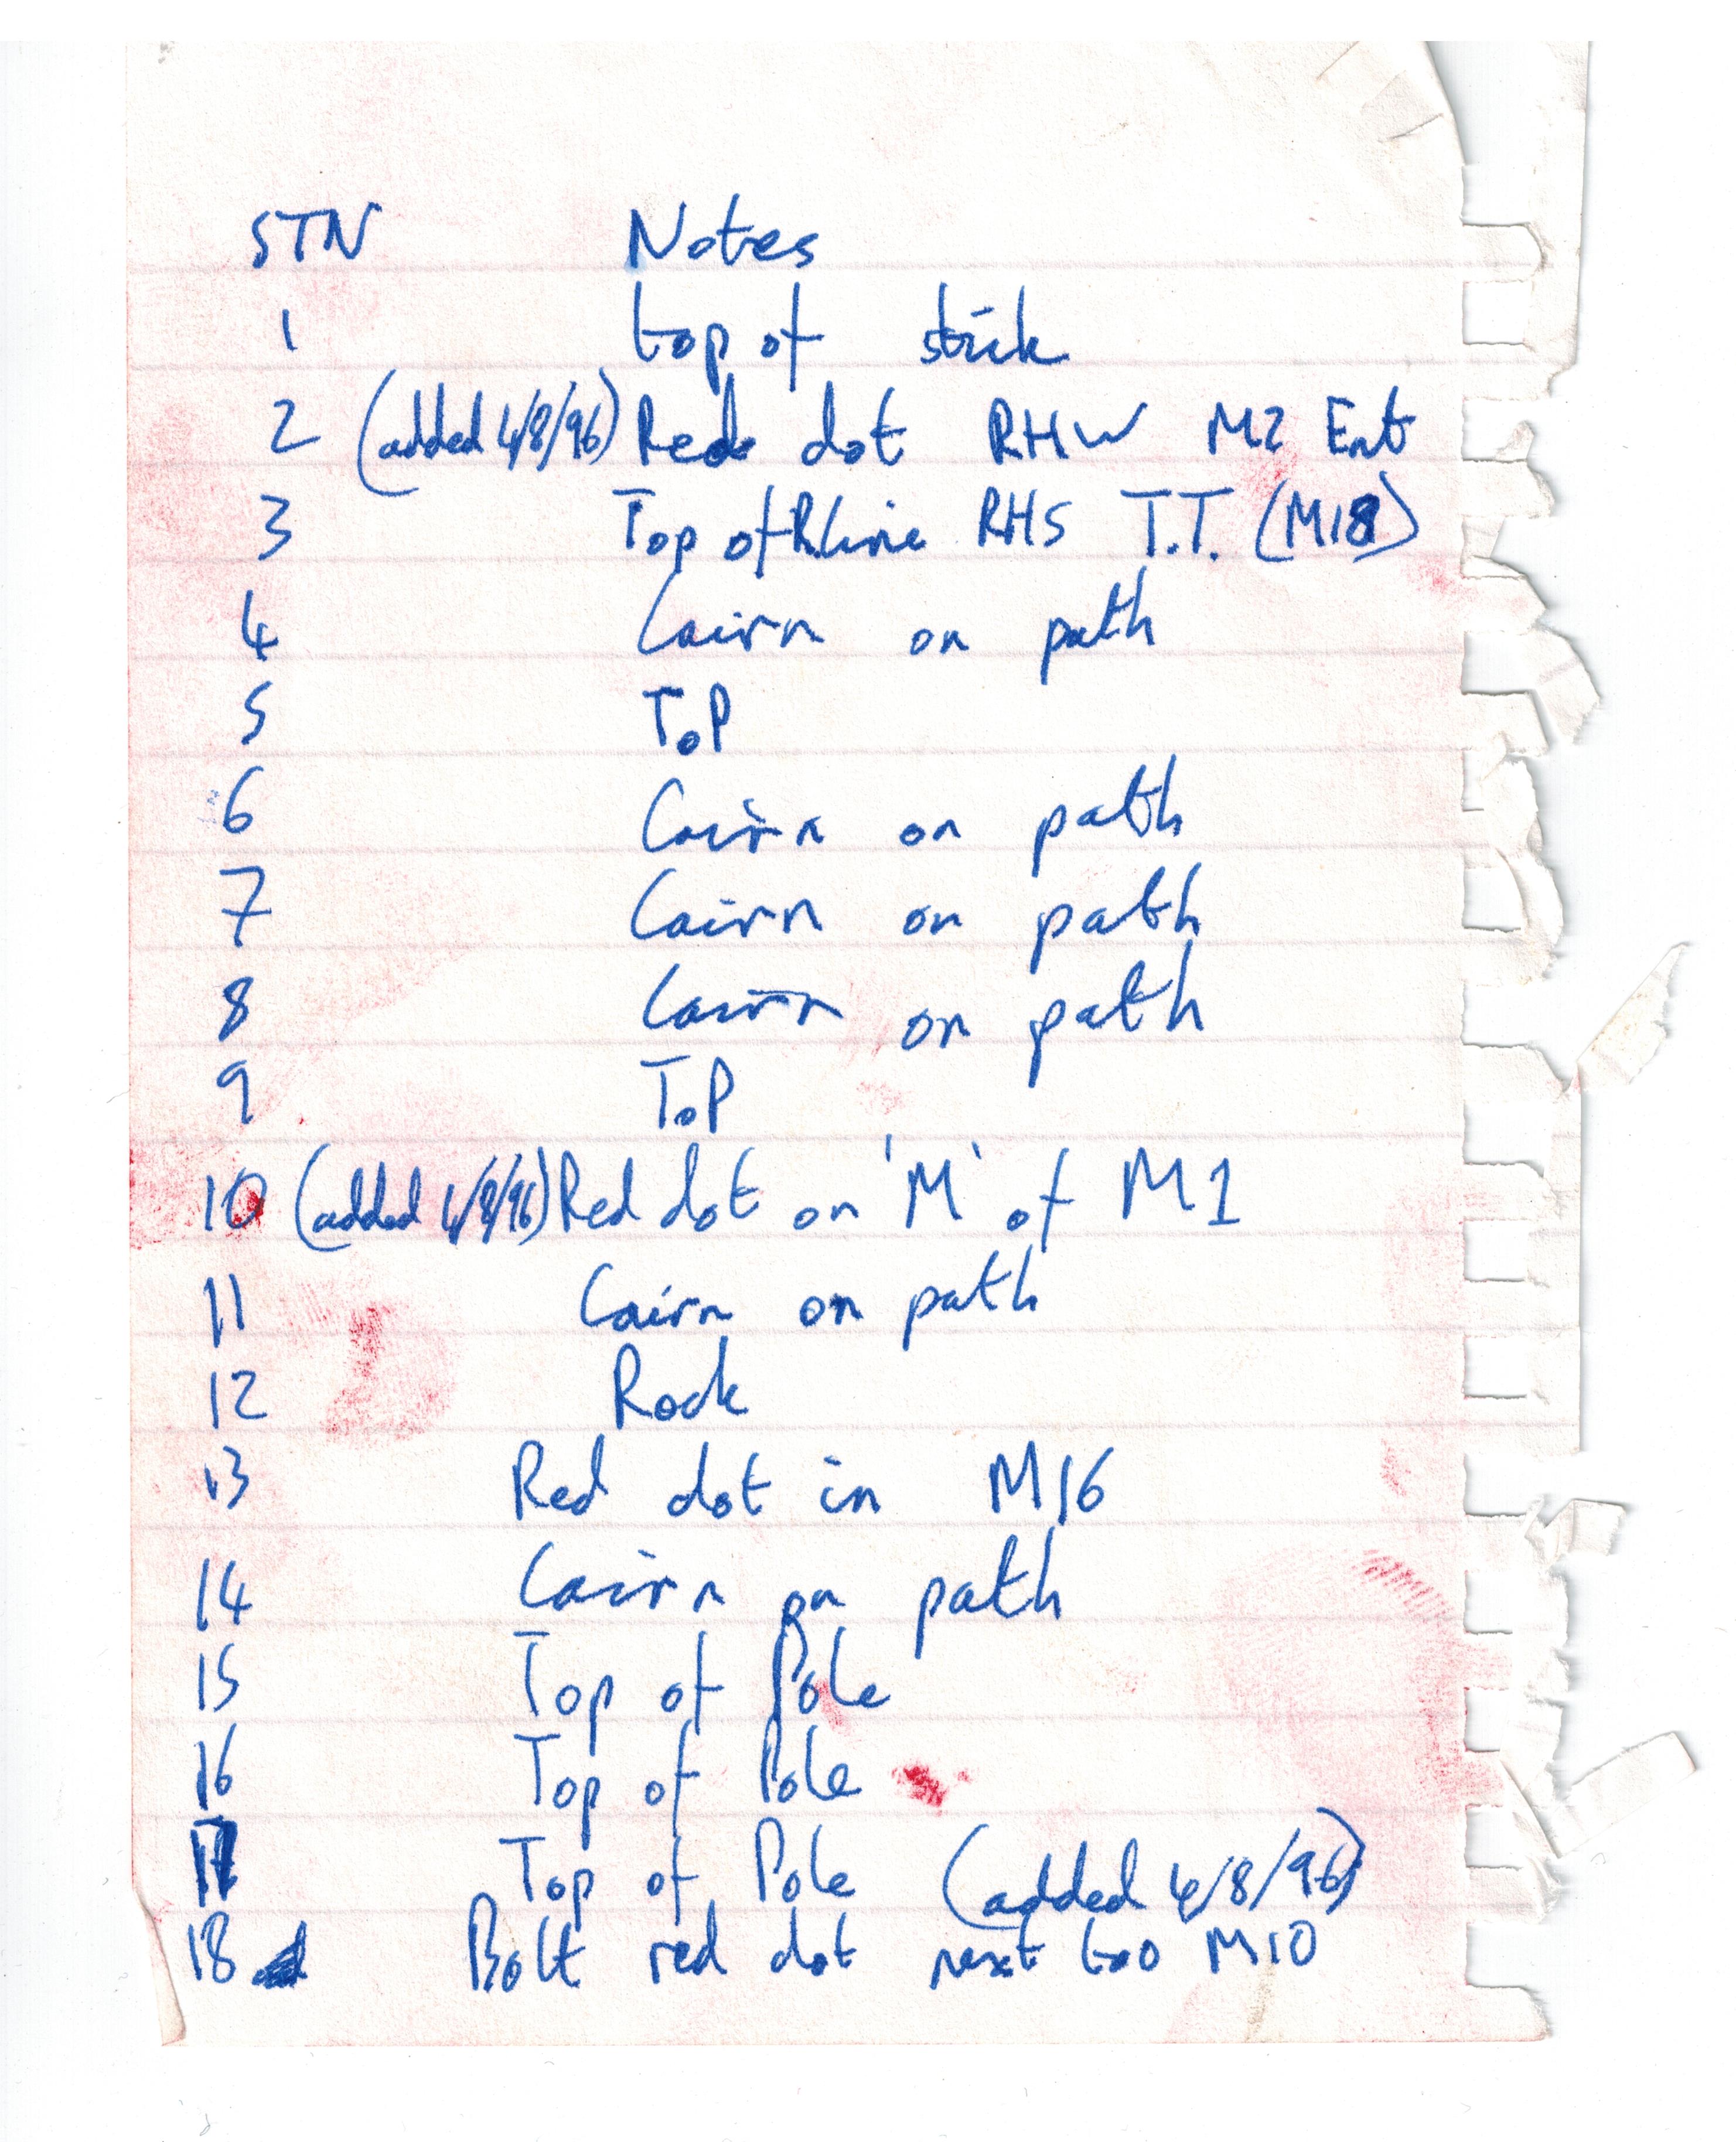 STN Notes
1 top of stick
2 (added 4/8/96) Red dot RHW M2 Ent
3 Top of RHS T.T. (M18)
4 Cairn on path
5 ToP
6 Cairn on path
7 Cairn on path
8 Cairn on path
9 ToP
10 (added 4/8/96) Red dot on 'M' of M1
11 Cairn on path
12 Rock
13 Red dot in M16
14 Cairn on path
15 Top of Pole
16 Top of Pole
17 Top of Pole (added 4/8/96)
18 Bolt red dot next too M10